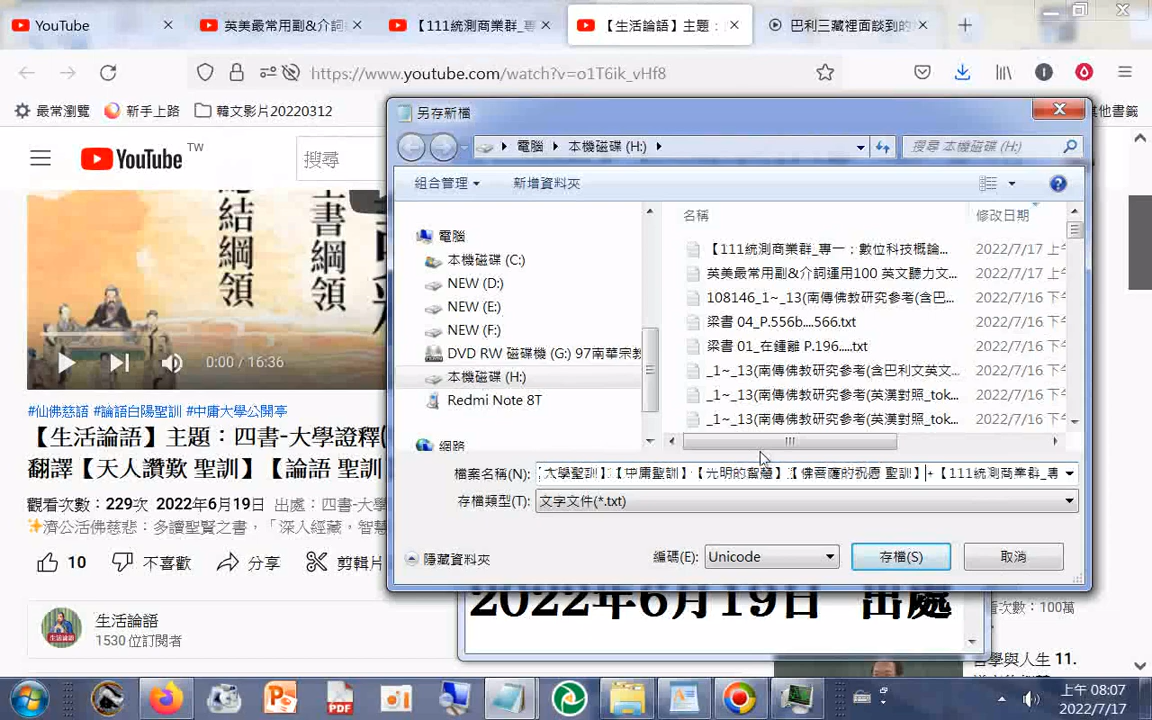 YouTube
英美最常用副&介詞
【111統測商業群_專
【生活論語】主題：
巴利三藏裡面談到的
https://www.youtube.com/watch?v=o1T6ik_vHf8
最常瀏覽
新手上路
韓文影片20220312
其他書籤
YouTube TW
搜尋
結綱領
書綱領
0:00 / 16:36
#仙佛慈語 #論語白陽聖訓 #中庸大學公開亭
【生活論語】主題：四書-大學證釋(
翻譯【天人讚歎 聖訓】【論語 聖訓
觀看次數：229次 2022年6月19日 出處：四書-大學
濟公活佛慈悲：多讀聖賢之書，「深入經藏，智慧
10
不喜歡
分享
剪輯片
生活論語
1530 位訂閱者
另存新檔
電腦
本機磁碟 (H:)
搜尋 本機磁碟 (H:)
組合管理
新增資料夾
電腦
本機磁碟 (C:)
NEW (D:)
NEW (E:)
NEW (F:)
DVD RW 磁碟機 (G:) 97南華宗教
本機磁碟 (H:)
Redmi Note 8T
網路
名稱
修改日期
【111統測商業群_專一：數位科技概論...
2022/7/17 上午
英美最常用副&介詞運用100 英文聽力文...
2022/7/17 上午
108146_1~_13(南傳佛教研究參考(含巴...
2022/7/16 下午
梁書 04_P.556b....566.txt
2022/7/16 下午
梁書 01_在鍾離 P.196.....txt
2022/7/16 下午
_1~_13(南傳佛教研究參考(含巴利文英文...
2022/7/16 下午
_1~_13(南傳佛教研究參考(英漢對照_tok...
2022/7/16 下午
_1~_13(南傳佛教研究參考(英漢對照_tok...
2022/7/16 下午
檔案名稱(N):
大學聖訓】【中庸聖訓】【光明的智慧】【佛菩薩的祝愿 聖訓】+【111統測商業群_專
存檔類型(T):
文字文件(*.txt)
隱藏資料夾
編碼(E):
Unicode
存檔(S)
取消
2022年6月19日 出處
看次數：100萬
哲學與人生 11.
上午 08:07
2022/7/17